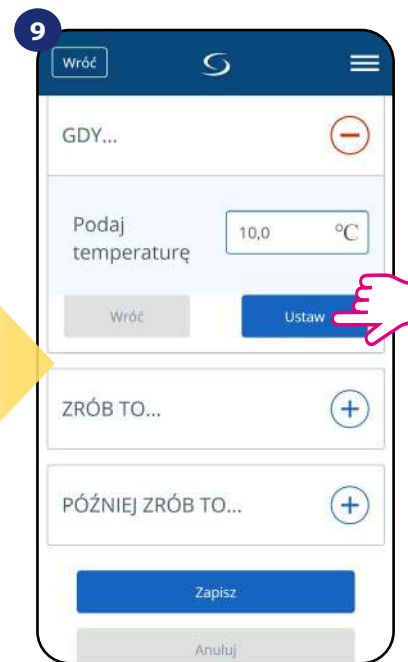 9
Wróć
GDY...
Podaj
temperaturę
10,0 °C
Wróć Ustaw
ZRÓB TO...
PÓŹNIEJ ZRÓB TO...
Zapisz
Anuluj